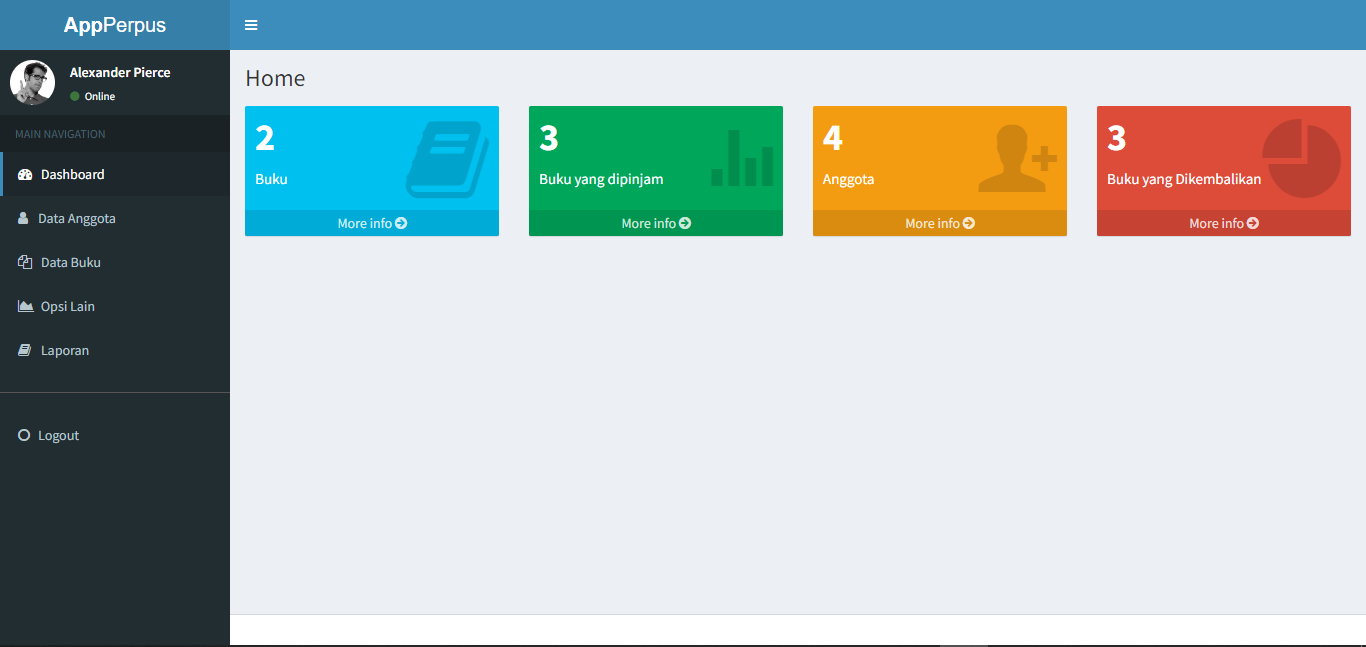 AppPerpus
Alexander Pierce
Online
MAIN NAVIGATION
Dashboard
Data Anggota
Data Buku
Opsi Lain
Laporan
Logout
Home
2
Buku
More info
3
Buku yang dipinjam
More info
4
Anggota
More info
3
Buku yang Dikembalikan
More info